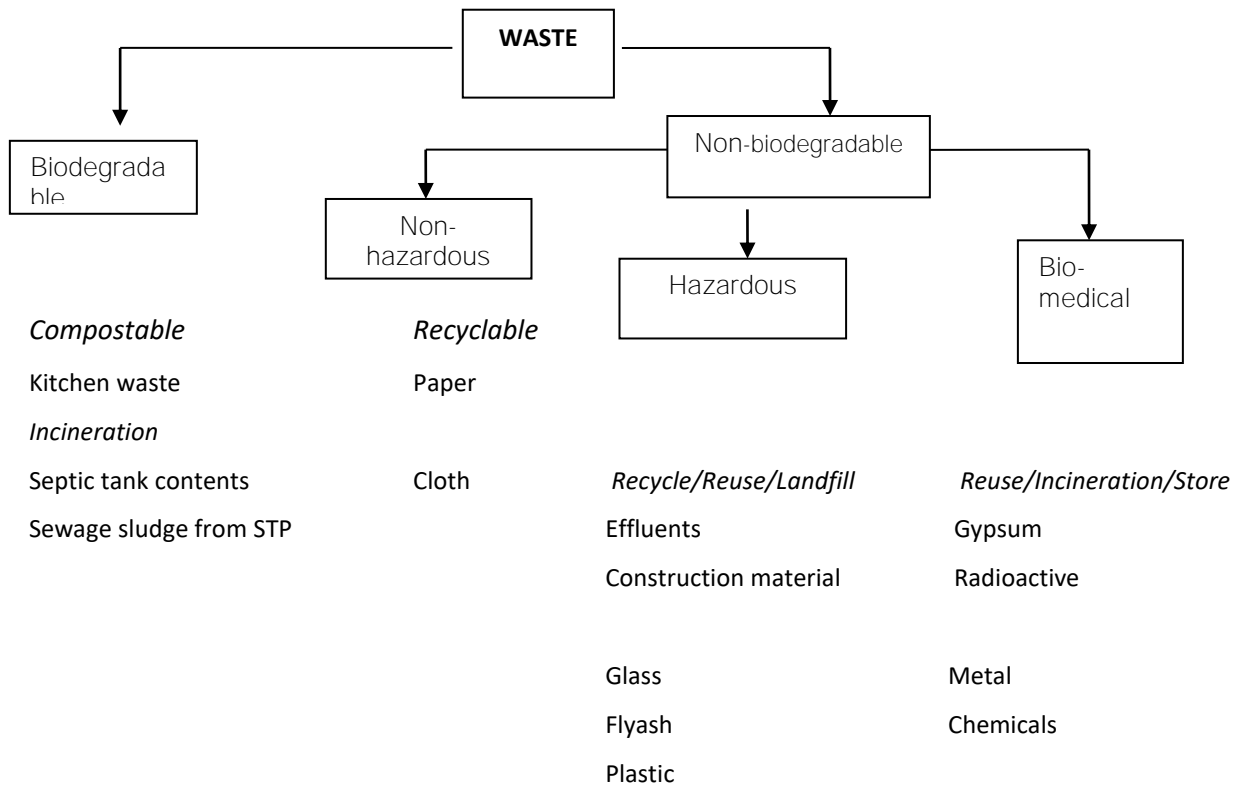 WASTE
Non-biodegradable
Biodegrada
ble
Non-
hazardous
Hazardous
Bio-
medical
Compostable
Recyclable
Kitchen waste
Paper
Incineration
Septic tank contents
Cloth
Recycle/Reuse/Landfill
Reuse/Incineration/Store
Sewage sludge from STP
Effluents
Gypsum
Construction material
Radioactive
Glass
Metal
Flyash
Chemicals
Plastic